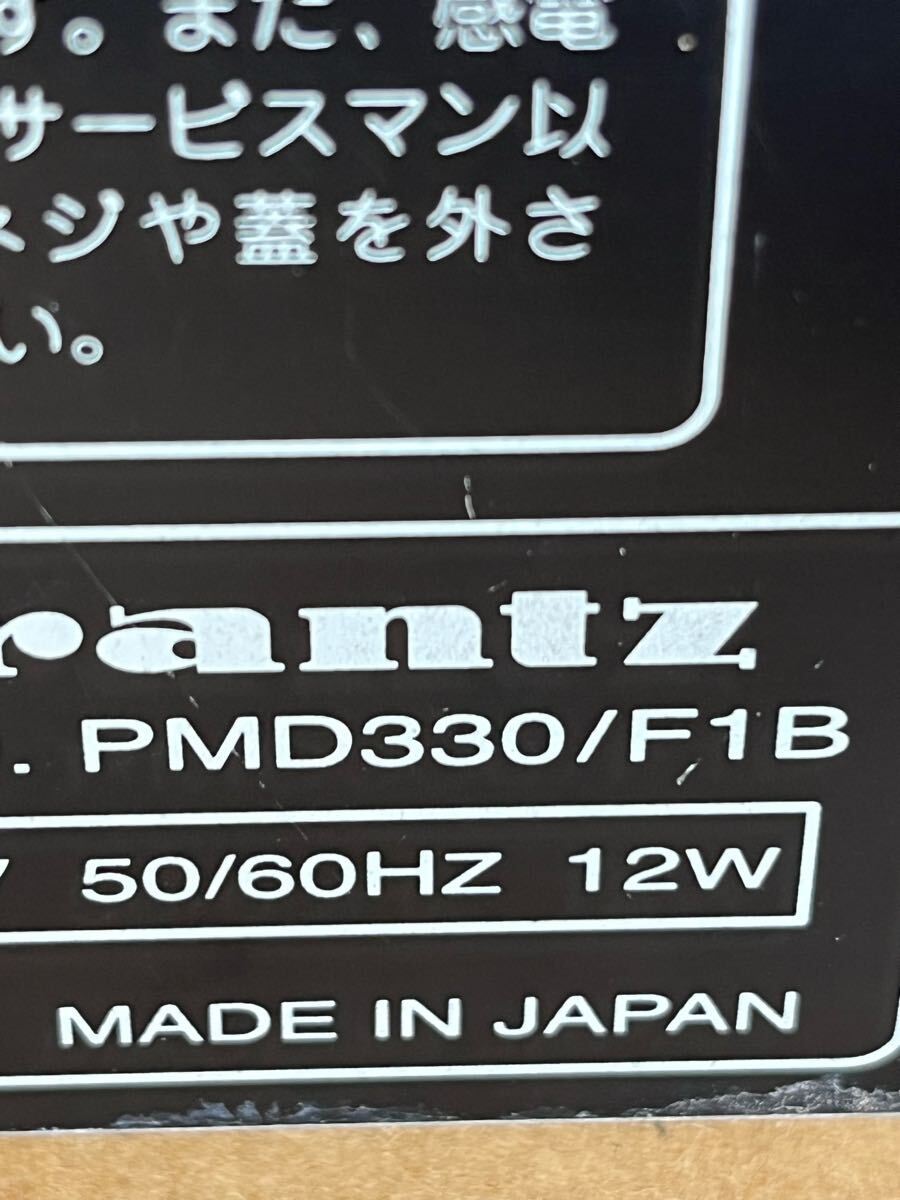 す。また、感電
サービスマン以
ネジや蓋を外さ
い。
rantz
. PMD330/F1B
50/60HZ 12W
MADE IN JAPAN